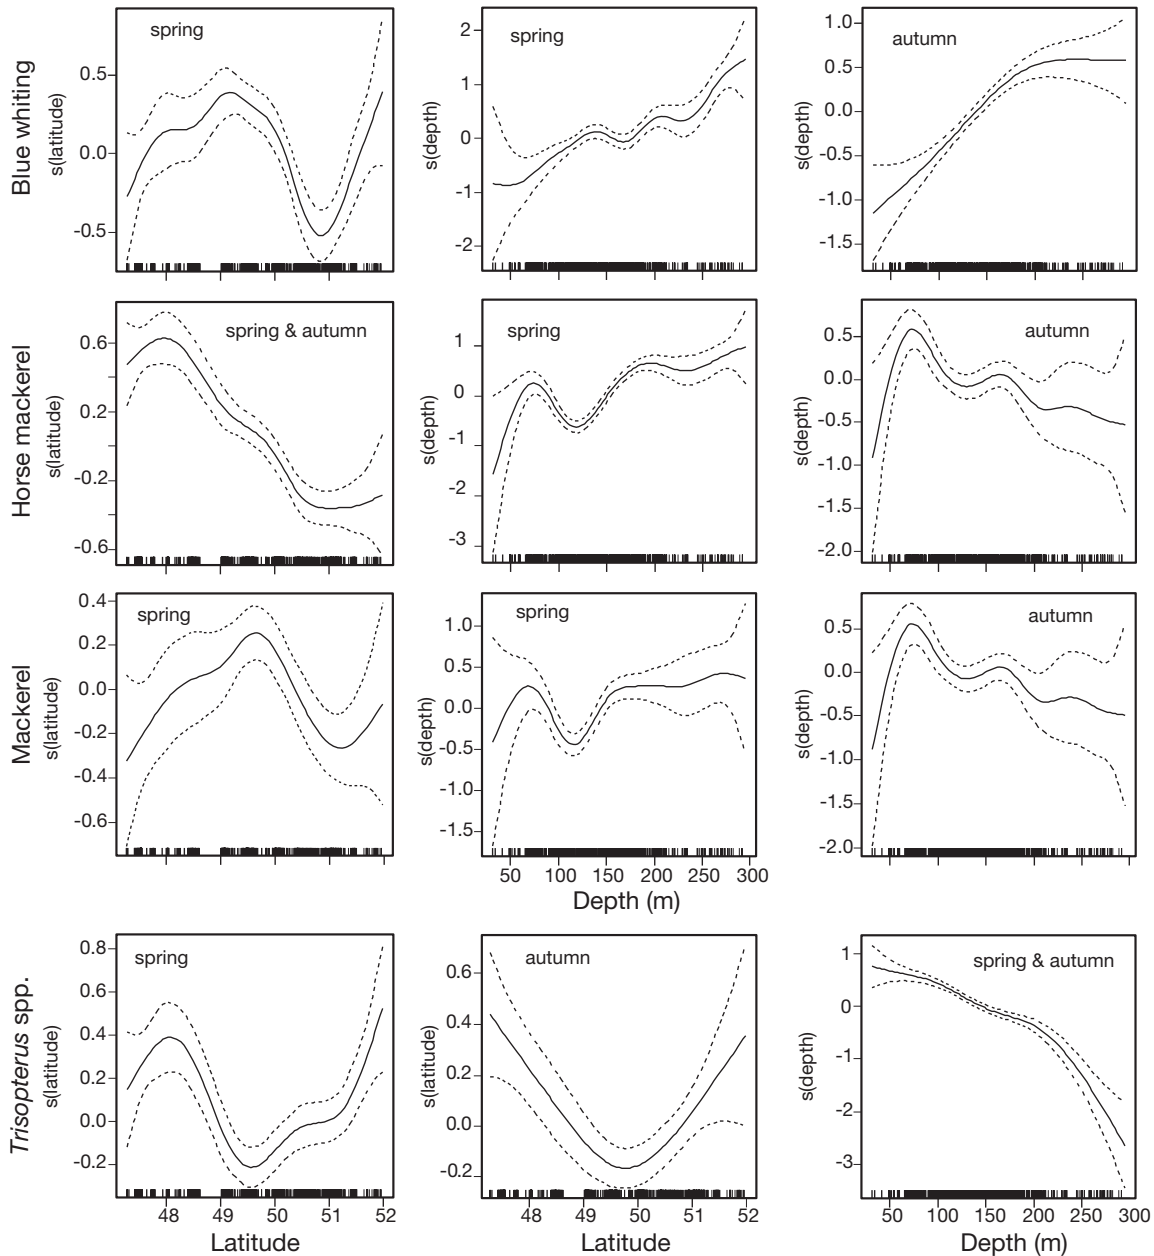 Blue whiting
s(latitude)
spring
0.5
0.0
-0.5
s(depth)
spring
2
1
0
-1
-2
s(depth)
autumn
1.0
0.5
0.0
-0.5
-1.0
-1.5
Horse mackerel
s(latitude)
spring & autumn
0.6
0.2
-0.2
-0.6
s(depth)
spring
1
0
-1
-2
-3
s(depth)
autumn
0.5
0.0
-0.5
-1.0
-1.5
-2.0
Mackerel
s(latitude)
spring
0.4
0.2
0.0
-0.2
-0.4
-0.6
s(depth)
spring
1.0
0.5
0.0
-0.5
-1.0
-1.5
50 100 150 200 250 300
Depth (m)
s(depth)
autumn
0.5
0.0
-0.5
-1.0
-1.5
-2.0
Trisopterus spp.
s(latitude)
spring
0.8
0.6
0.4
0.2
0.0
-0.2
48 49 50 51 52
Latitude
s(latitude)
autumn
0.6
0.4
0.2
0.0
-0.2
48 49 50 51 52
Latitude
s(depth)
spring & autumn
1
0
-1
-2
-3
50 100 150 200 250 300
Depth (m)